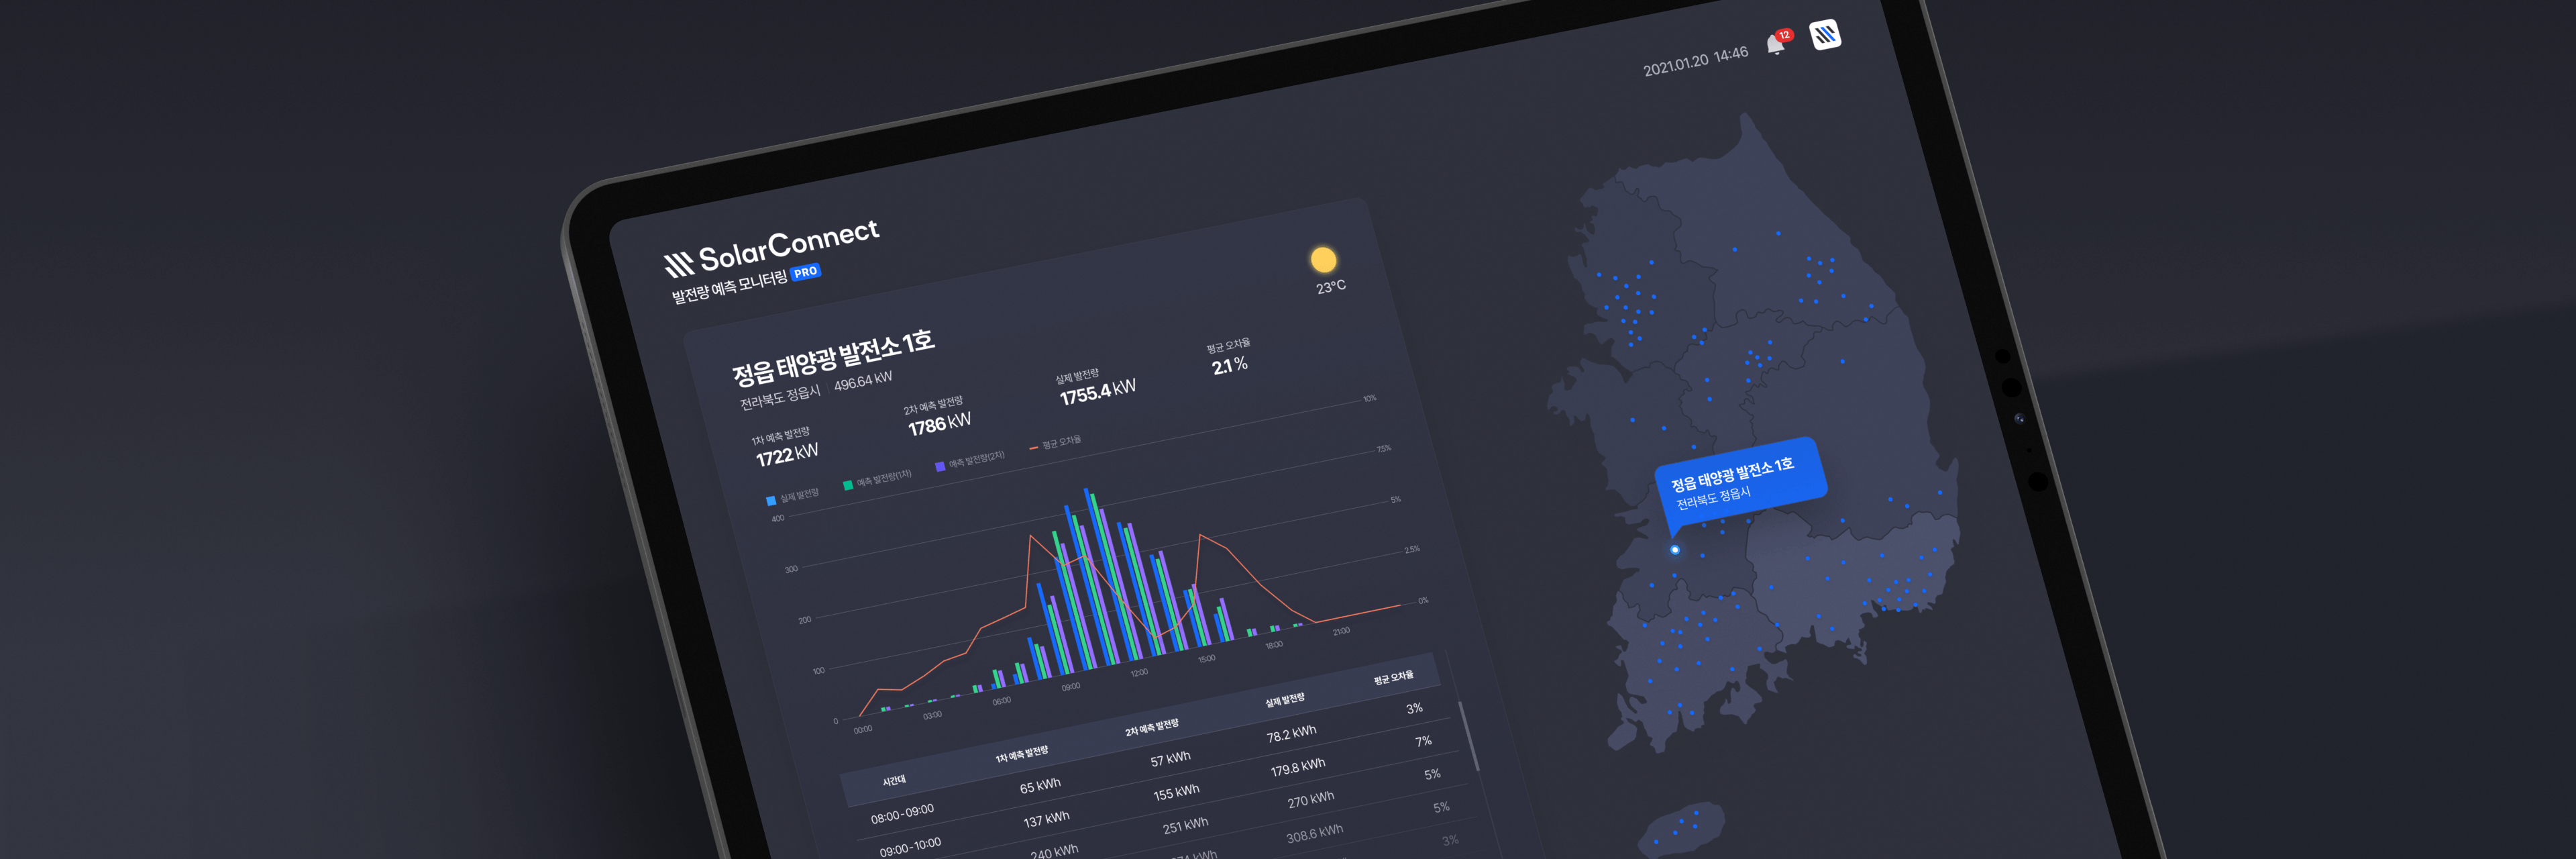 2021.01.20 14:46
12
SolarConnect
발전량 예측 모니터링 PRO
23°C
정읍 태양광 발전소 1호
전라북도 정읍시 496.64 kW
1차 예측 발전량
1722 kW
2차 예측 발전량
1786 kW
실제 발전량
1755.4 kW
평균 오차율
2.1 %
실제 발전량
예측 발전량(1차)
예측 발전량(2차)
평균 오차율
400
300
200
100
0
10%
7.5%
5%
2.5%
0%
00:00
03:00
06:00
09:00
12:00
15:00
18:00
21:00
시간대 1차 예측 발전량 2차 예측 발전량 실제 발전량 평균 오차율
08:00-09:00 65 kWh 57 kWh 78.2 kWh 3%
09:00-10:00 137 kWh 155 kWh 179.8 kWh 7%
240 kWh 251 kWh 270 kWh 5%
kWh 308.6 kWh 5%
3%
정읍 태양광 발전소 1호
전라북도 정읍시